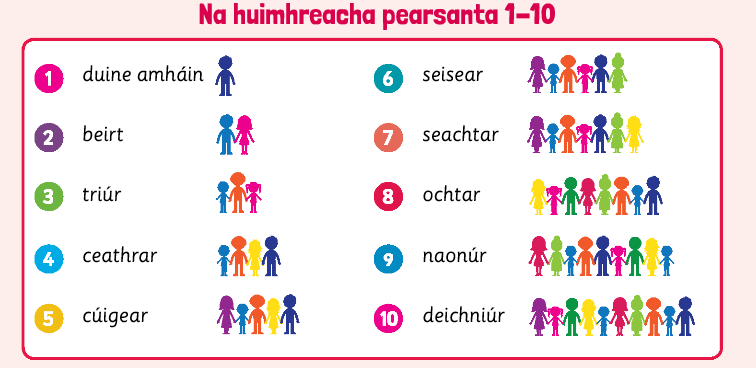 Na huimhreacha pearsanta 1–10
1 duine amháin
2 beirt
3 triúr
4 ceathrar
5 cúigear
6 seisear
7 seachtar
8 ochtar
9 naonúr
10 deichniúr